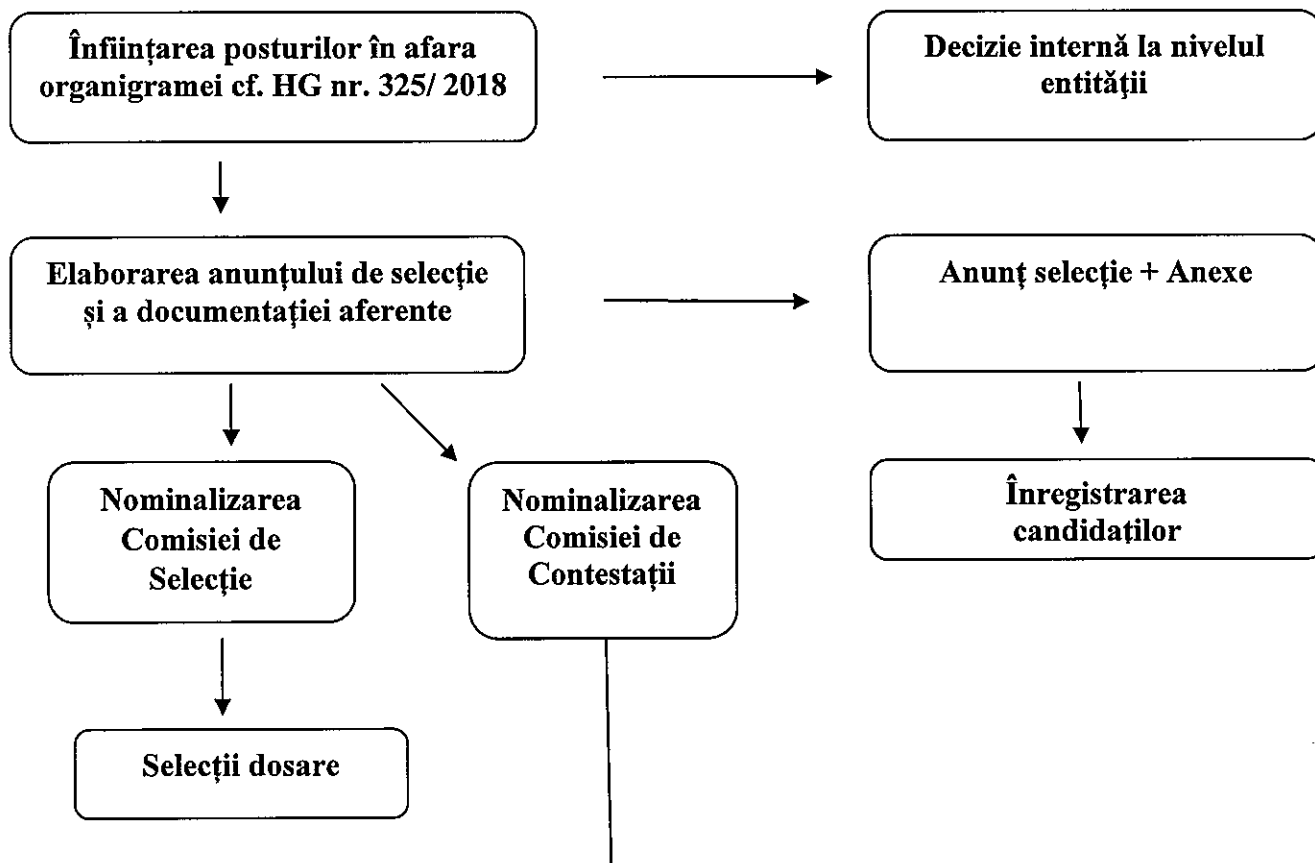 Înființarea posturilor în afara
organigramei cf. HG nr. 325/ 2018
Decizie internă la nivelul
entității
Elaborarea anunțului de selecție
și a documentației aferente
Anunț selecție + Anexe
Nominalizarea
Comisiei de
Selecție
Nominalizarea
Comisiei de
Contestații
Înregistrarea
candidaților
Selecții dosare